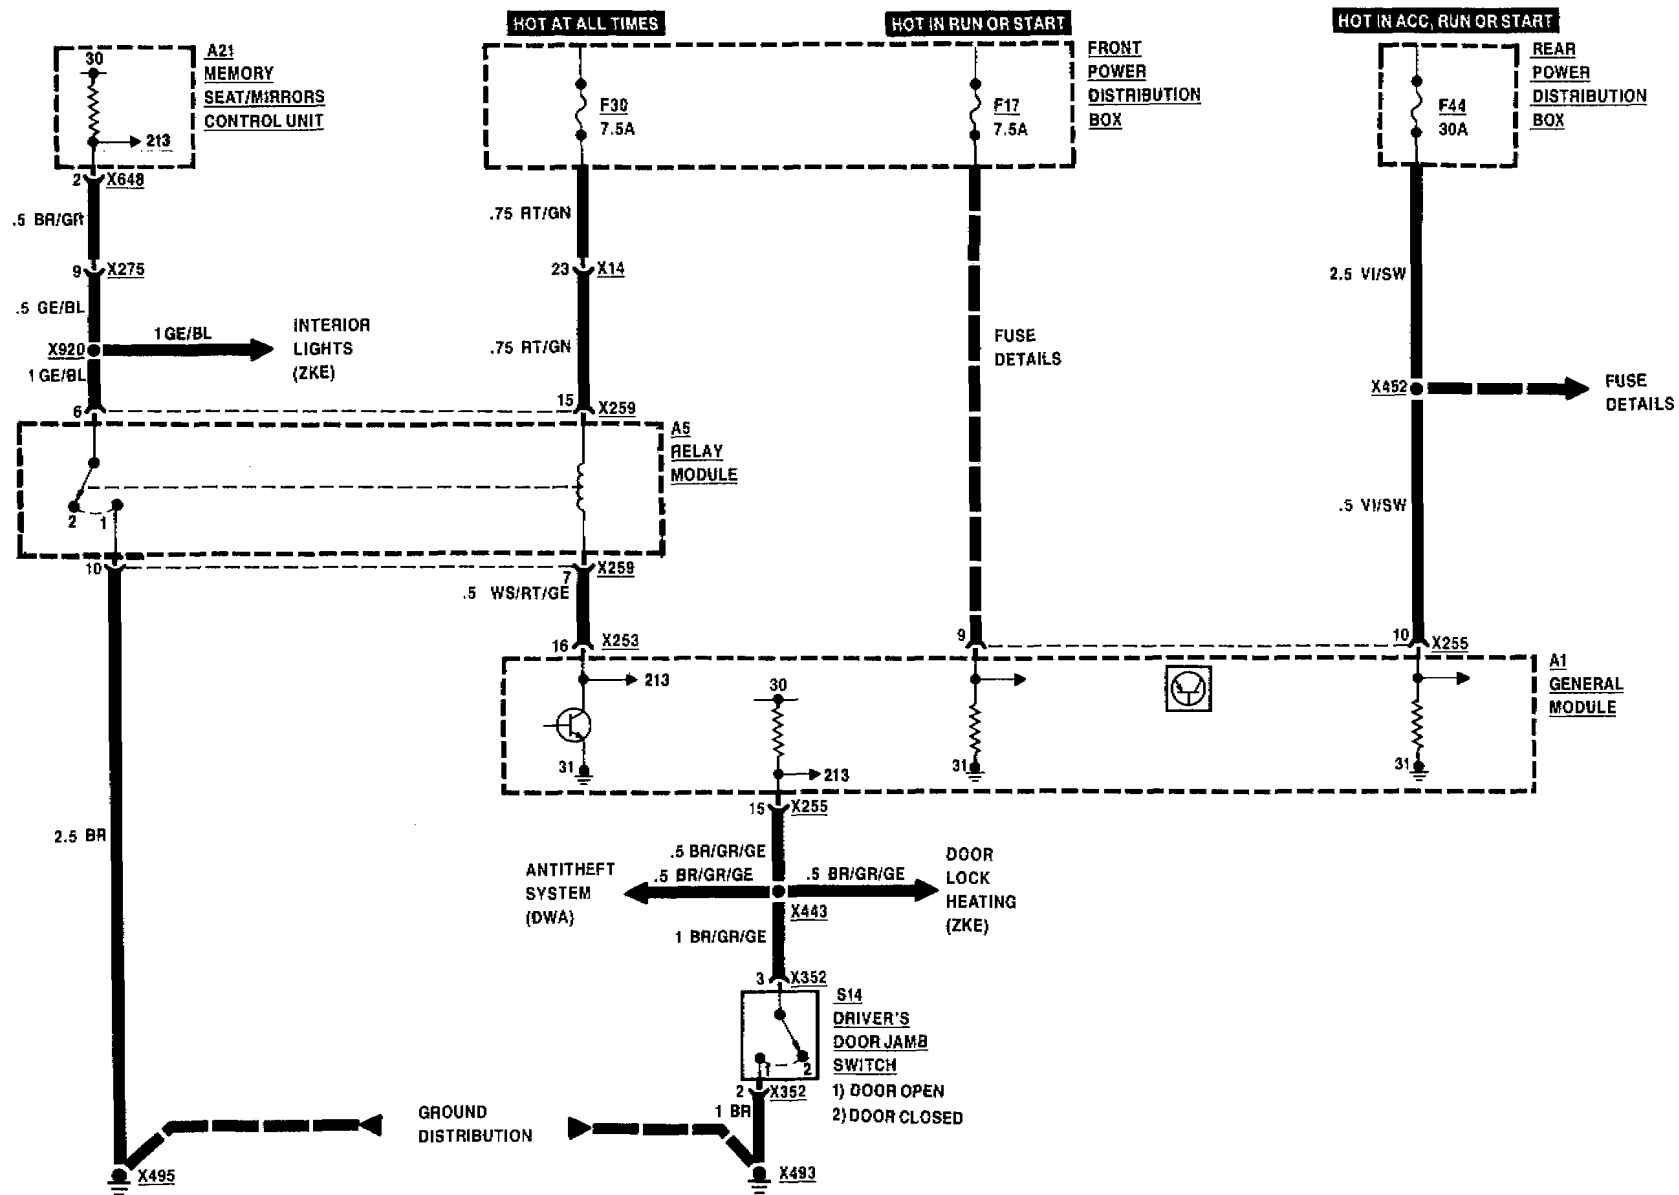 HOT AT ALL TIMES
HOT IN RUN OR START
HOT IN ACC, RUN OR START
30
A21
MEMORY
SEAT/MIRRORS
CONTROL UNIT
213
F30
7.5A
F17
7.5A
FRONT
POWER
DISTRIBUTION
BOX
F44
30A
REAR
POWER
DISTRIBUTION
BOX
2 X648
.5 BR/GR
.75 RT/GN
9 X275
23 X14
2.5 VI/SW
.5 GE/BL
1 GE/BL
INTERIOR
LIGHTS
(ZKE)
X920
1 GE/BL
.75 RT/GN
FUSE
DETAILS
X452
FUSE
DETAILS
6
15 X259
A5
RELAY
MODULE
2
1
.5 VI/SW
10
7 X259
.5 WS/RT/GE
16 X253
9
10 X255
213
30
31
213
31
31
A1
GENERAL
MODULE
15 X255
2.5 BR
.5 BR/GR/GE
ANTITHEFT
SYSTEM
(DWA)
.5 BR/GR/GE
.5 BR/GR/GE
DOOR
LOCK
HEATING
(ZKE)
X443
1 BR/GR/GE
3 X352
S14
DRIVER'S
DOOR JAMB
SWITCH
1) DOOR OPEN
2) DOOR CLOSED
1
2
2 X352
1 BR
GROUND
DISTRIBUTION
X495
X493